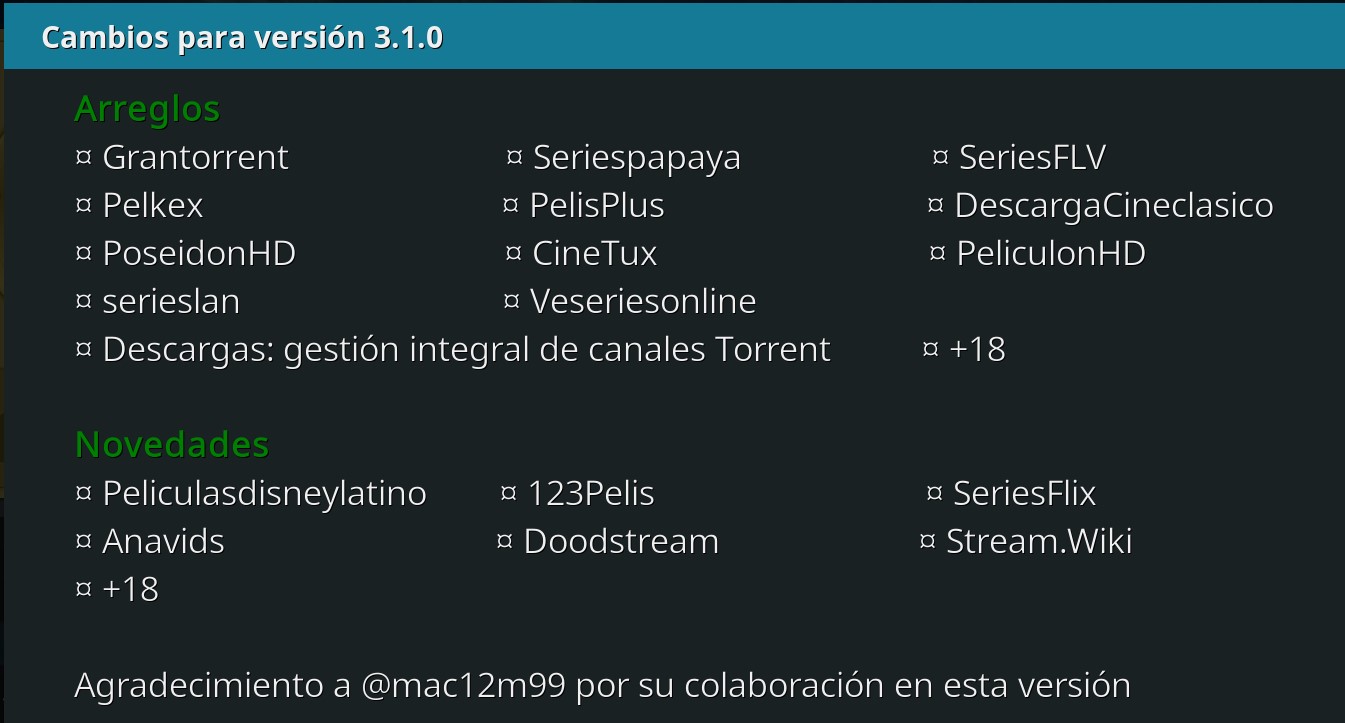 Cambios para versión 3.1.0
Arreglos
¤ Grantorrent ¤ Seriespapaya ¤ SeriesFLV
¤ Pelkex ¤ PelisPlus ¤ DescargaCineclasico
¤ PoseidonHD ¤ CineTux ¤ PeliculonHD
¤ serieslan ¤ Veseriesonline
¤ Descargas: gestión integral de canales Torrent ¤ +18
Novedades
¤ Peliculasdisneylatino ¤ 123Pelis ¤ SeriesFlix
¤ Anavids ¤ Doodstream ¤ Stream.Wiki
¤ +18
Agradecimiento a @mac12m99 por su colaboración en esta versión